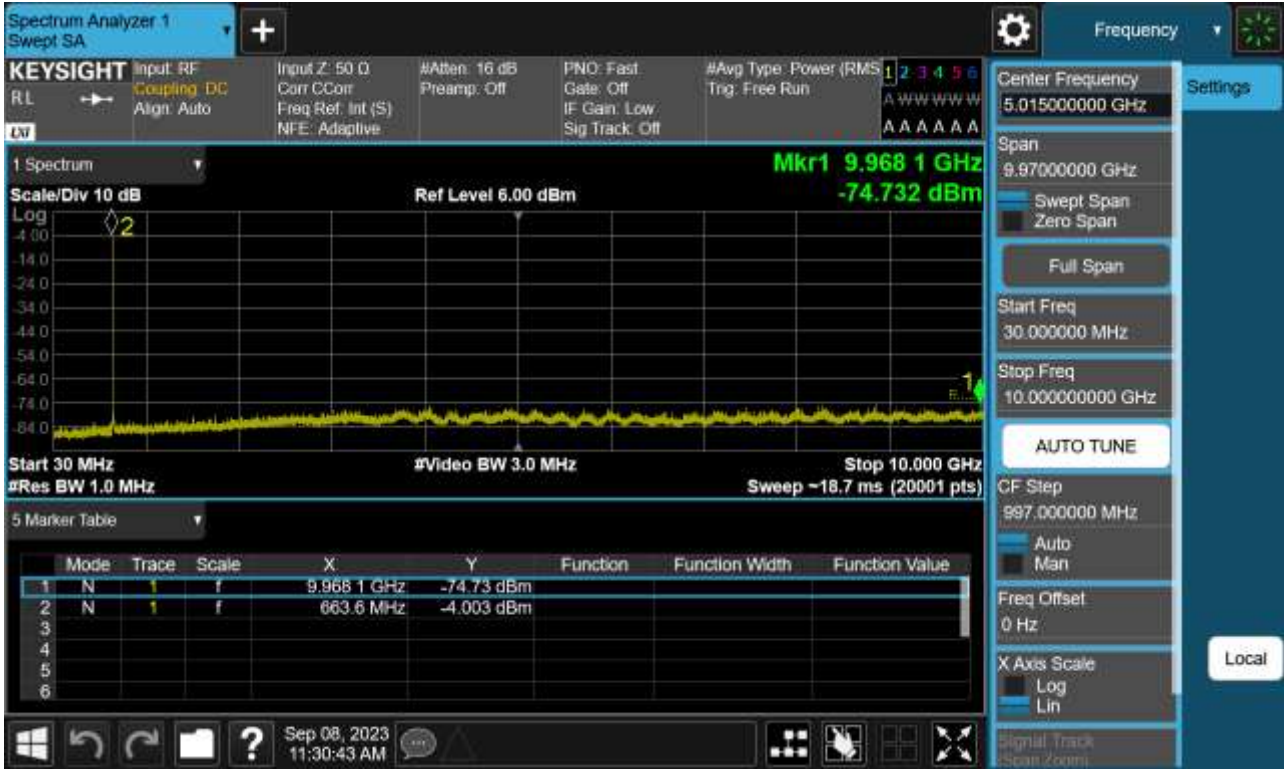 Spectrum Analyzer 1
Swept SA
Frequency
KEYSIGHT
RL
LXI
Input: RF
Coupling: DC
Align: Auto
Input Z: 50 Ω
Corr CCorr
Freq Ref: Int (S)
NFE: Adaptive
#Atten: 16 dB
Preamp: Off
PNO: Fast
Gate: Off
IF Gain: Low
Sig Track: Off
#Avg Type: Power (RMS
Trig: Free Run
1 2 3 4 5 6
A W W W W W
A A A A A A
1 Spectrum
Mkr1 9.968 1 GHz
-74.732 dBm
Scale/Div 10 dB
Ref Level 6.00 dBm
Log
2
-4.00
-14.0
-24.0
-34.0
-44.0
-54.0
-64.0
-74.0
-84.0
1
Start 30 MHz
#Video BW 3.0 MHz
Stop 10.000 GHz
#Res BW 1.0 MHz
Sweep ~18.7 ms (20001 pts)
5 Marker Table
Mode Trace Scale X Y Function Function Width Function Value
1 N 1 f 9.968 1 GHz -74.73 dBm
2 N 1 f 663.6 MHz -4.003 dBm
3
4
5
6
Sep 08, 2023
11:30:43 AM
Center Frequency
5.015000000 GHz
Span
9.97000000 GHz
Swept Span
Zero Span
Full Span
Start Freq
30.000000 MHz
Stop Freq
10.000000000 GHz
AUTO TUNE
CF Step
997.000000 MHz
Auto
Man
Freq Offset
0 Hz
X Axis Scale
Log
Lin
Signal Track
(Span Zoom)
Settings
Local